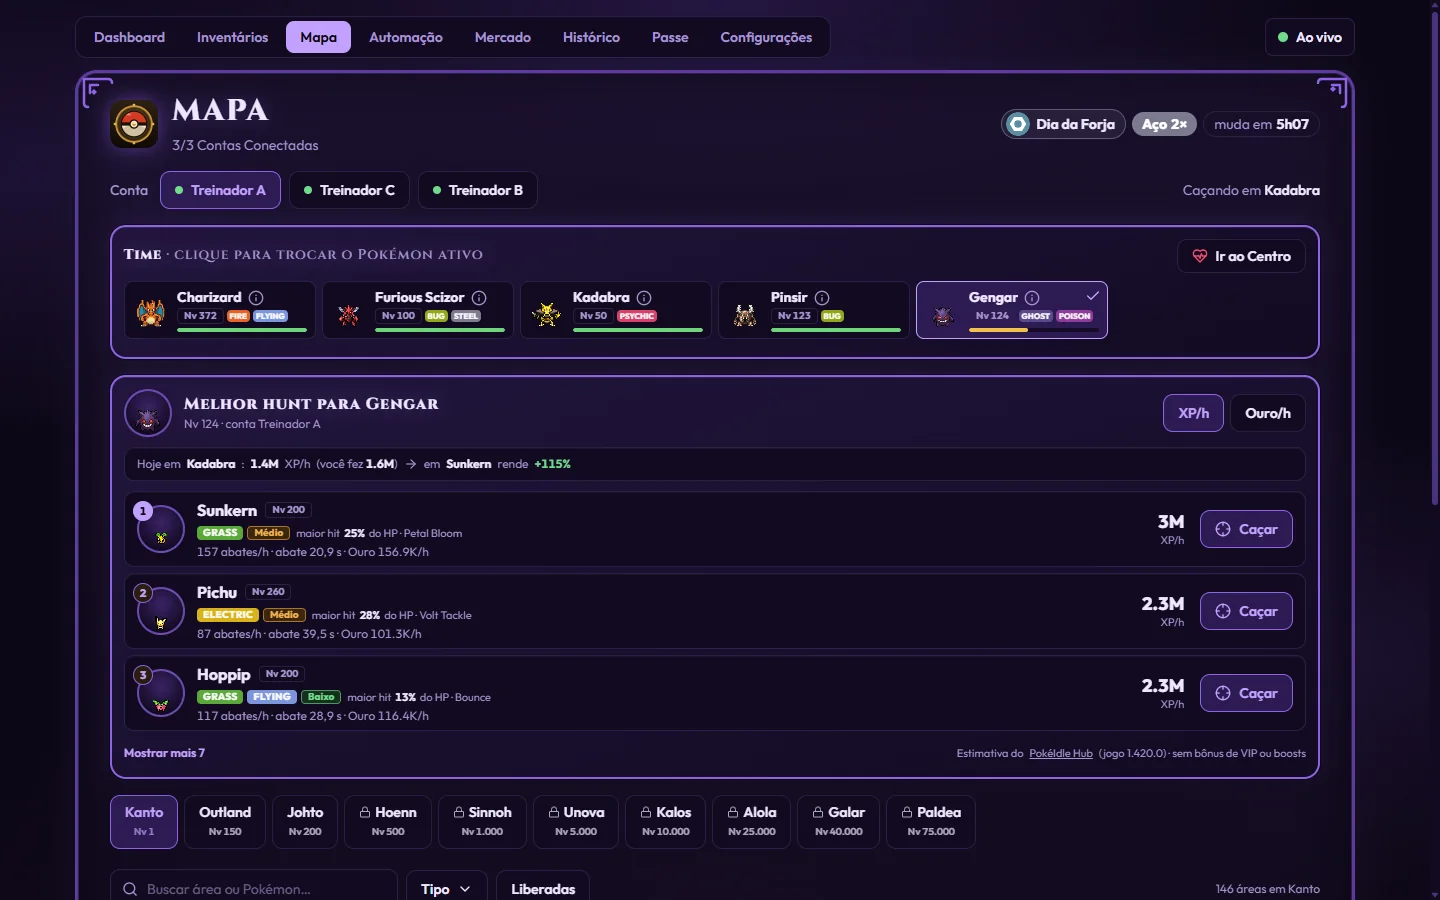 Dashboard Inventários Mapa Automação Mercado Histórico Passe Configurações Ao vivo
MAPA
3/3 Contas Conectadas
Dia da Forja Aço 2× muda em 5h07
Conta Treinador A Treinador C Treinador B Caçando em Kadabra
Time · clique para trocar o Pokémon ativo Ir ao Centro
Charizard
Nv 372 FIRE FLYING
Furious Scizor
Nv 100 BUG STEEL
Kadabra
Nv 50 PSYCHIC
Pinsir
Nv 123 BUG
Gengar
Nv 124 GHOST POISON
Melhor hunt para Gengar
Nv 124 · conta Treinador A
XP/h Ouro/h
Hoje em Kadabra : 1.4M XP/h (você fez 1.6M) → em Sunkern rende +115%
1 Sunkern Nv 200
GRASS Médio maior hit 25% do HP · Petal Bloom
157 abates/h · abate 20,9 s · Ouro 156.9K/h
3M
XP/h
Caçar
2 Pichu Nv 260
ELECTRIC Médio maior hit 28% do HP · Volt Tackle
87 abates/h · abate 39,5 s · Ouro 101.3K/h
2.3M
XP/h
Caçar
3 Hoppip Nv 200
GRASS FLYING Baixo maior hit 13% do HP · Bounce
117 abates/h · abate 28,9 s · Ouro 116.4K/h
2.3M
XP/h
Caçar
Mostrar mais 7 Estimativa do PokéIdle Hub (jogo 1.420.0) · sem bônus de VIP ou boosts
Kanto Outland Johto Hoenn Sinnoh Unova Kalos Alola Galar Paldea
Nv 1 Nv 150 Nv 200 Nv 500 Nv 1.000 Nv 5.000 Nv 10.000 Nv 25.000 Nv 40.000 Nv 75.000
Buscar área ou Pokémon... Tipo Liberadas 146 áreas em Kanto